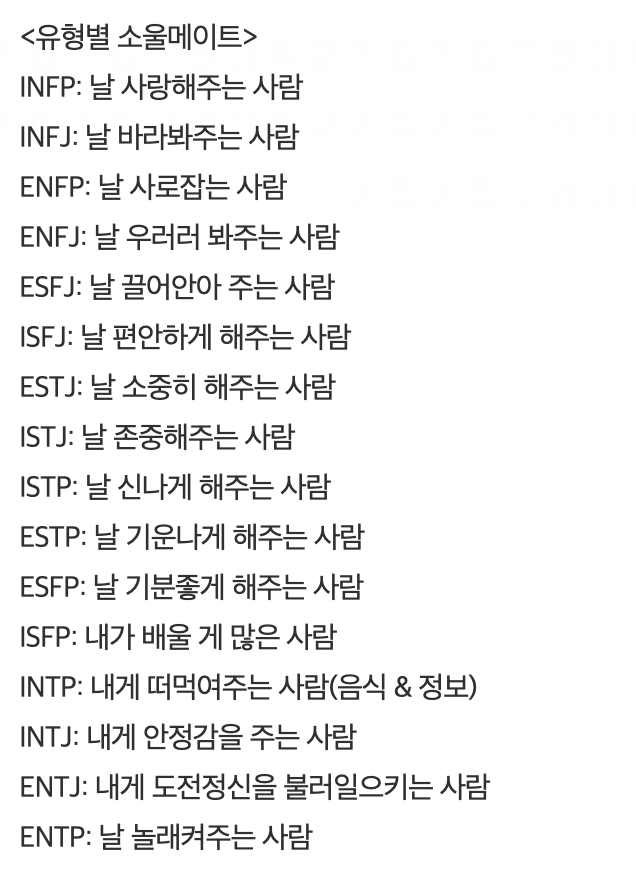 <유형별 소울메이트>
INFP: 날 사랑해주는 사람
INFJ: 날 바라봐주는 사람
ENFP: 날 사로잡는 사람
ENFJ: 날 우러러 봐주는 사람
ESFJ: 날 끌어안아 주는 사람
ISFJ: 날 편안하게 해주는 사람
ESTJ: 날 소중히 해주는 사람
ISTJ: 날 존중해주는 사람
ISTP: 날 신나게 해주는 사람
ESTP: 날 기운나게 해주는 사람
ESFP: 날 기분좋게 해주는 사람
ISFP: 내가 배울 게 많은 사람
INTP: 내게 떠먹여주는 사람(음식 & 정보)
INTJ: 내게 안정감을 주는 사람
ENTJ: 내게 도전정신을 불러일으키는 사람
ENTP: 날 놀래켜주는 사람